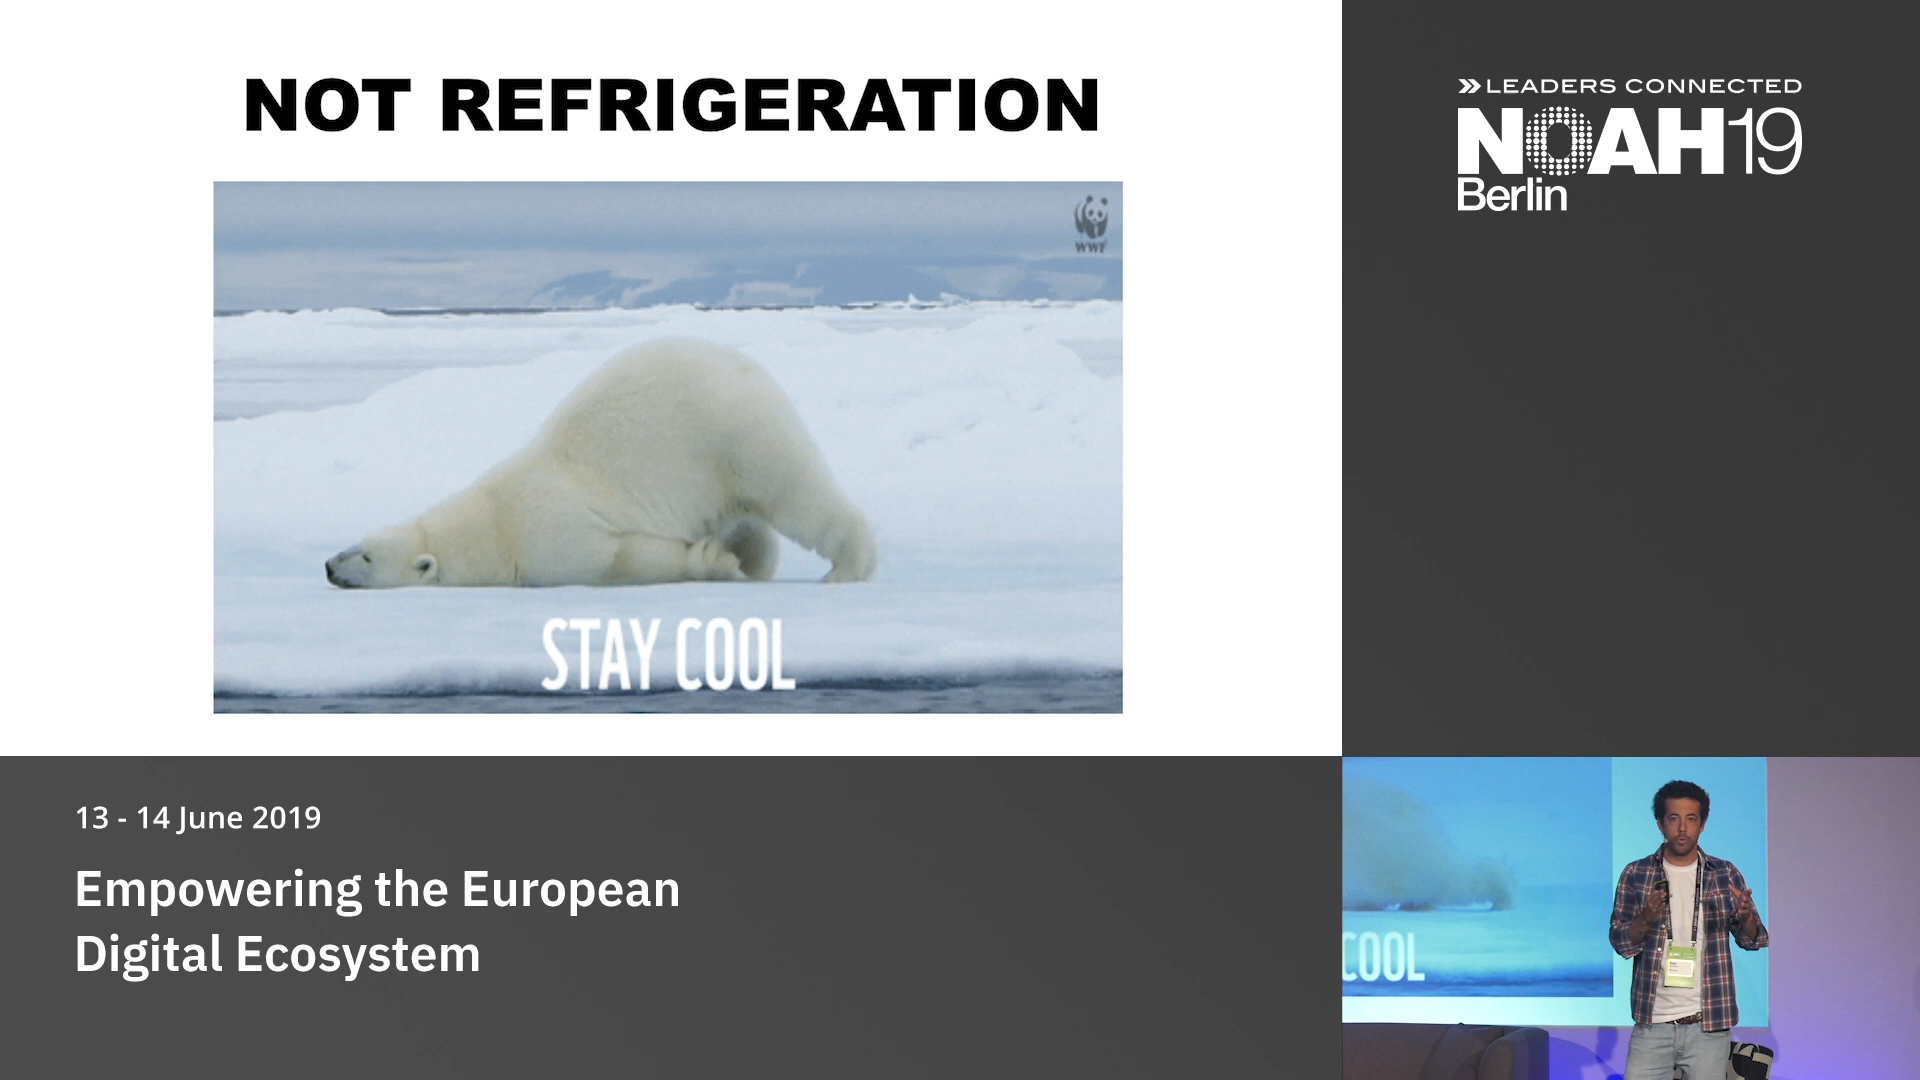 NOT REFRIGERATION
WWF
STAY COOL
LEADERS CONNECTED
NOAH19
Berlin
13 - 14 June 2019
Empowering the European
Digital Ecosystem
COOL